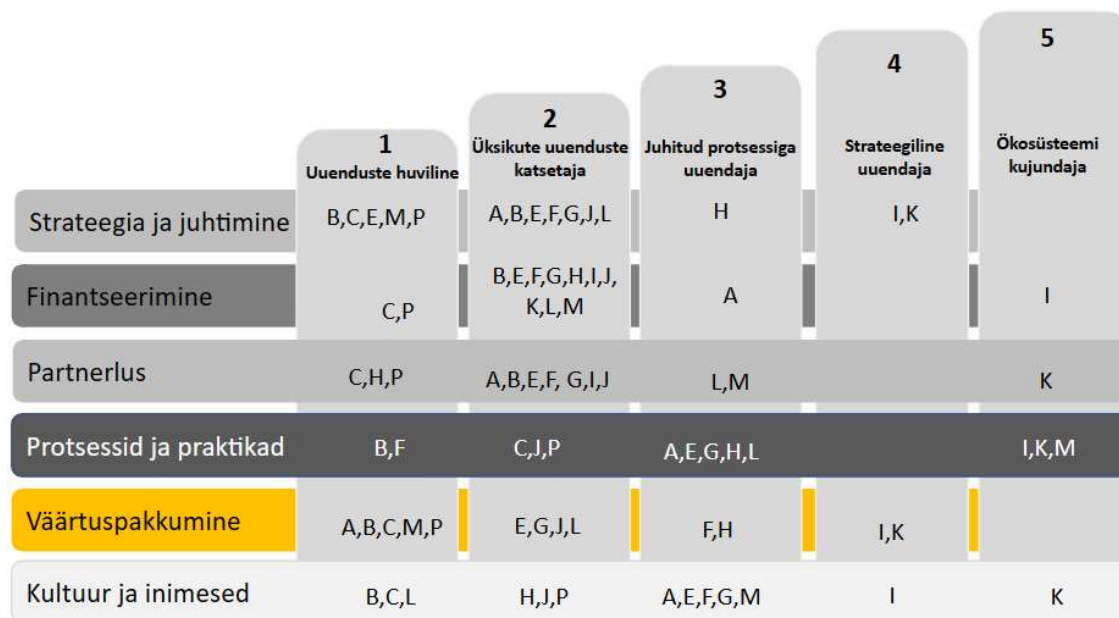 1
Uuenduste huviline
2
Üksikute uuenduste
katsetaja
3
Juhitud protsessiga
uuendaja
4
Strateegiline
uuendaja
5
Ökosüsteemi
kujundaja
Strateegia ja juhtimine
B,C,E,M,P
A,B,E,F,G,J,L
H
I,K
Finantseerimine
C,P
B,E,F,G,H,I,J,
K,L,M
A
I
Partnerlus
C,H,P
A,B,E,F, G,I,J
L,M
K
Protsessid ja praktikad
B,F
C,J,P
A,E,G,H,L
I,K,M
Väärtuspakkumine
A,B,C,M,P
E,G,J,L
F,H
I,K
Kultuur ja inimesed
B,C,L
H,J,P
A,E,F,G,M
I
K